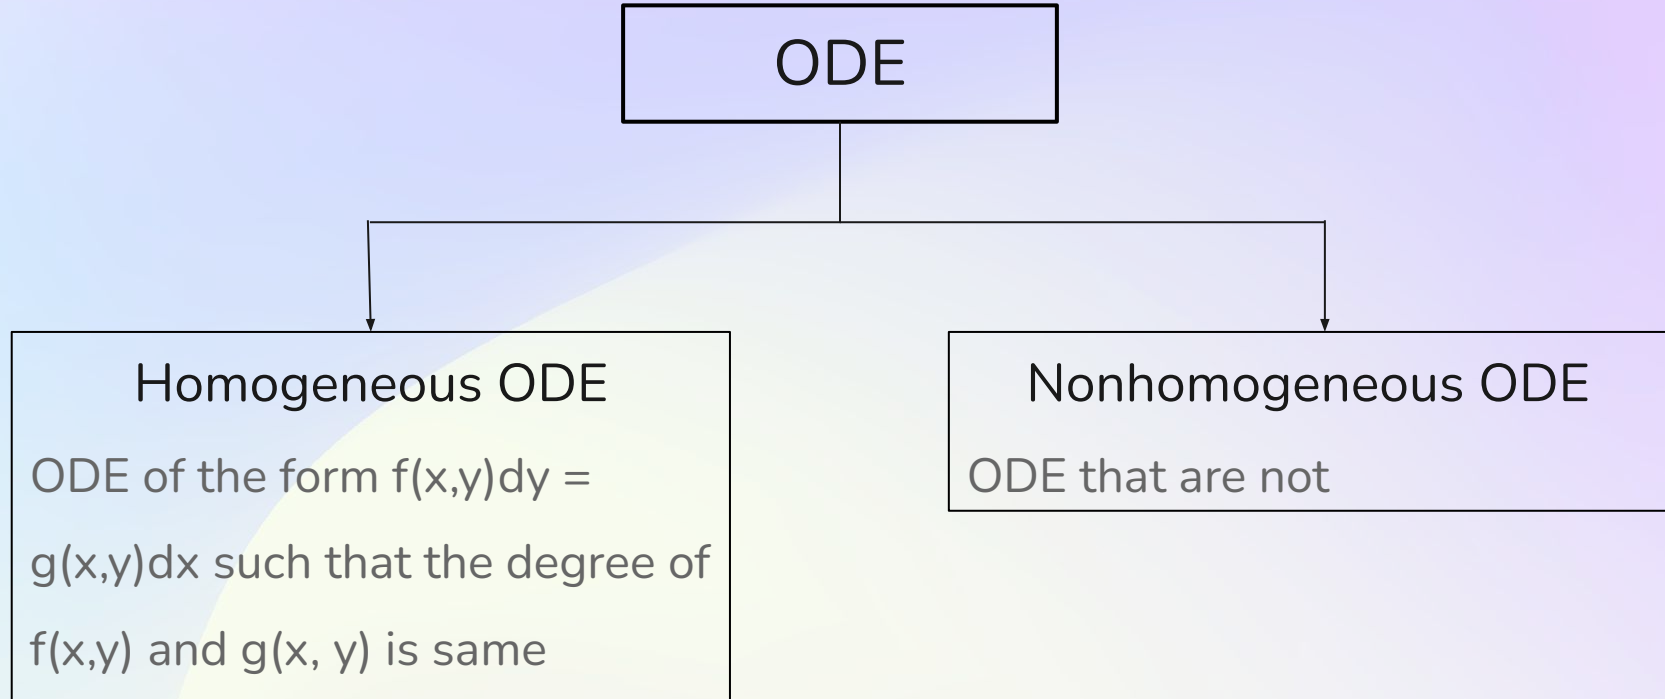 ODE
Homogeneous ODE
ODE of the form f(x,y)dy =
g(x,y)dx such that the degree of
f(x,y) and g(x, y) is same
Nonhomogeneous ODE
ODE that are not